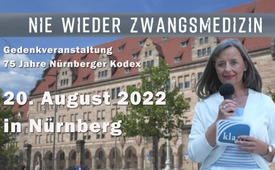 NIE WIEDER ZWANGSMEDIZIN
Gedenkveranstaltung
75 Jahre Nürnberger Kodex
20. August 2022
in Nürnberg
kla